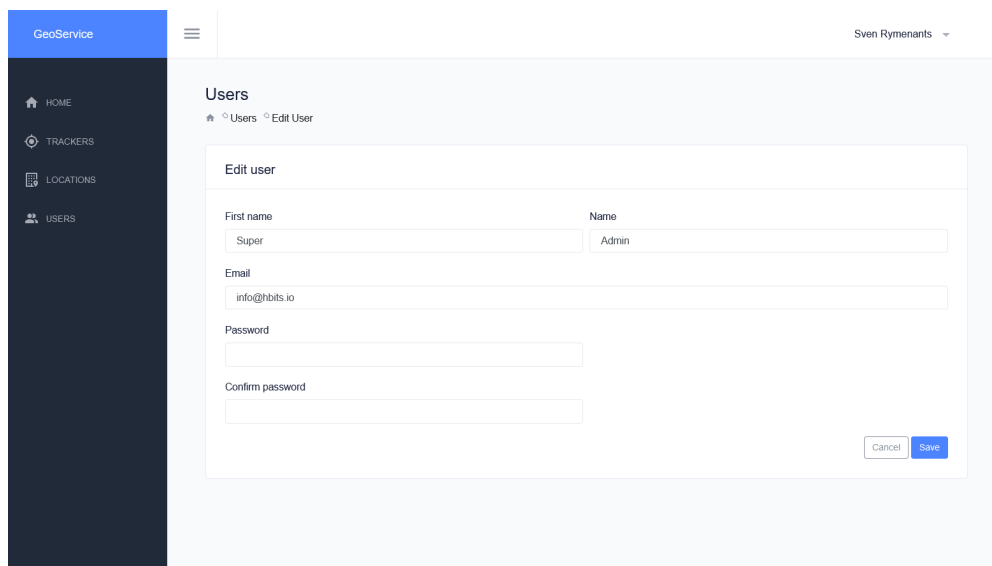 GeoService
Sven Rymenants
HOME
TRACKERS
LOCATIONS
USERS
Users
Users Edit User
Edit user
First name Name
Super Admin
Email
info@hbits.io
Password
Confirm password
Cancel Save